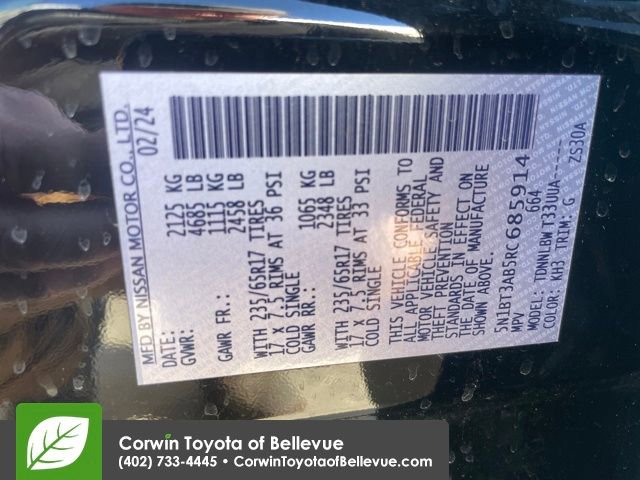 MFD BY NISSAN MOTOR CO., LTD.
DATE: 02/24
GVWR: 2125 KG
4685 LB
GAWR FR.: 1115 KG
2458 LB
WITH 235/65R17 TIRES
17 x 7.5 RIMS AT 36 PSI
COLD SINGLE
GAWR RR.: 1065 KG
2348 LB
WITH 235/65R17 TIRES
17 x 7.5 RIMS AT 33 PSI
COLD SINGLE
THIS VEHICLE CONFORMS TO
ALL APPLICABLE FEDERAL
MOTOR VEHICLE SAFETY AND
THEFT PREVENTION
STANDARDS IN EFFECT ON
THE DATE OF MANUFACTURE
SHOWN ABOVE.
5N1BT3AB5RC685914
MPV 664
MODEL: TDNNLBW T33UUA-----
COLOR: KH3 TRIM: G ZS30A
Corwin Toyota of Bellevue
(402) 733-4445 • CorwinToyotaofBellevue.com